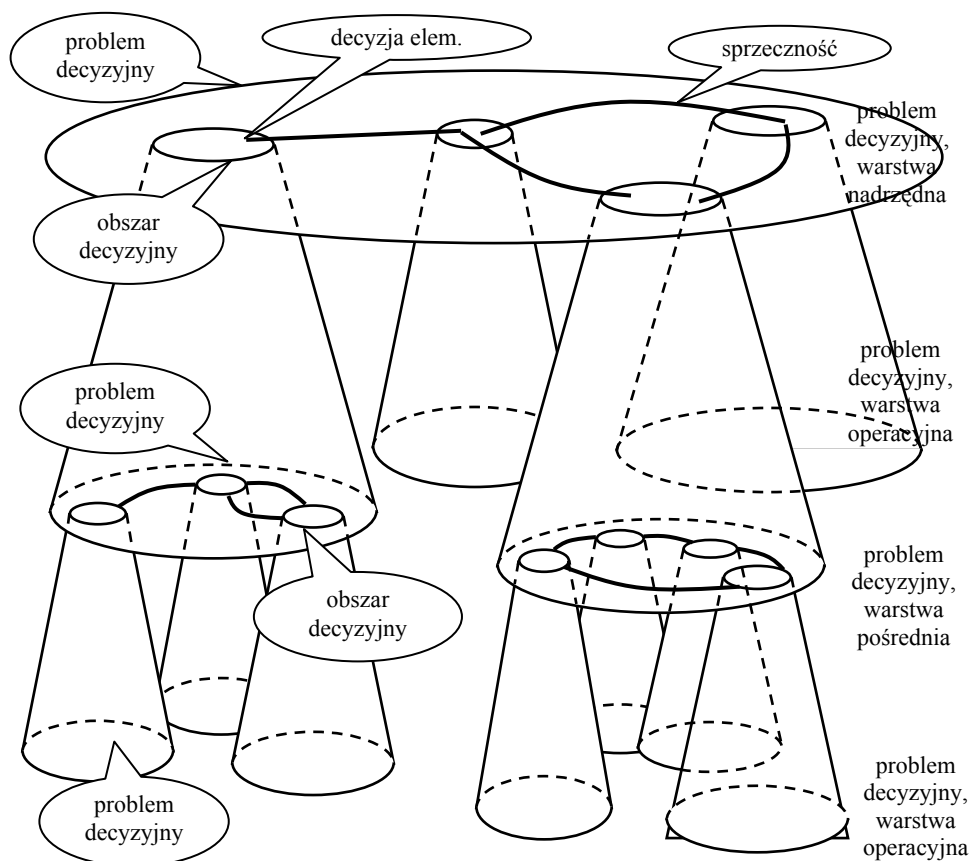 problem
decyzyjny
decyzja elem.
sprzeczność
problem
decyzyjny,
warstwa
nadrzędna
obszar
decyzyjny
problem
decyzyjny,
warstwa
operacyjna
problem
decyzyjny
problem
decyzyjny,
warstwa
pośrednia
obszar
decyzyjny
problem
decyzyjny
problem
decyzyjny,
warstwa
operacyjna